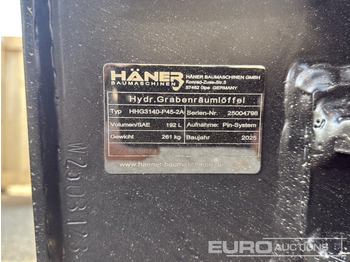 HÄNER
BAUMASCHINEN
HÄNER BAUMASCHINEN GMBH
Konrad-Zuse-Str.5
57462 Olpe GERMANY
Hydr.Grabenräumlöffel
Typ HHG3140-P45-2A Serien-Nr. 25004798
Volumen/SAE 192 L Aufnahme: Pin-System
Gewicht 261 kg Baujahr 2025
www.häner-baumaschinen.de
EURO AUCTIONS